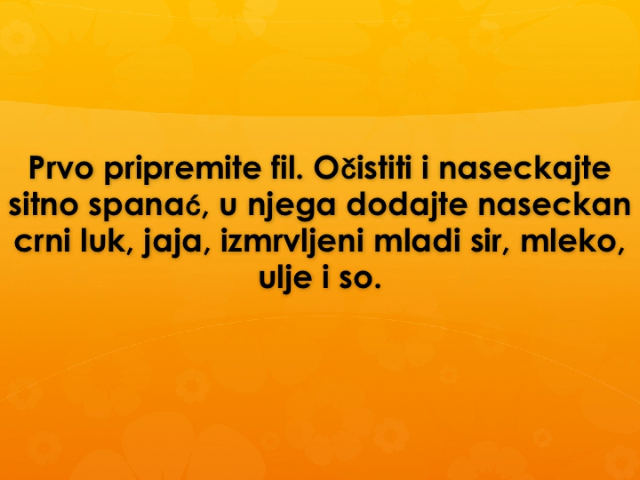 Prvo pripremite fil. Očistiti i naseckajte
sitno spanać, u njega dodajte naseckan
crni luk, jaja, izmrvljeni mladi sir, mleko,
ulje i so.